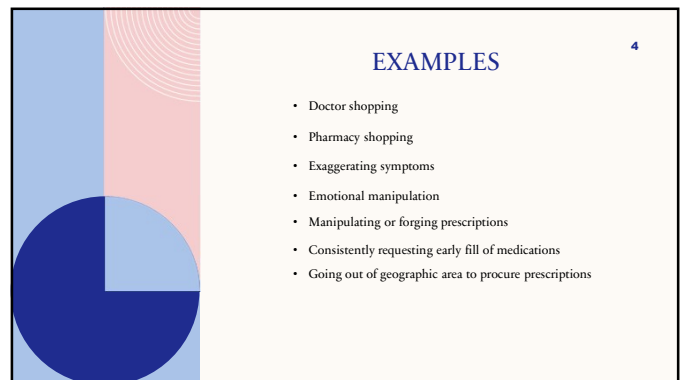 4
EXAMPLES
• Doctor shopping
• Pharmacy shopping
• Exaggerating symptoms
• Emotional manipulation
• Manipulating or forging prescriptions
• Consistently requesting early fill of medications
• Going out of geographic area to procure prescriptions